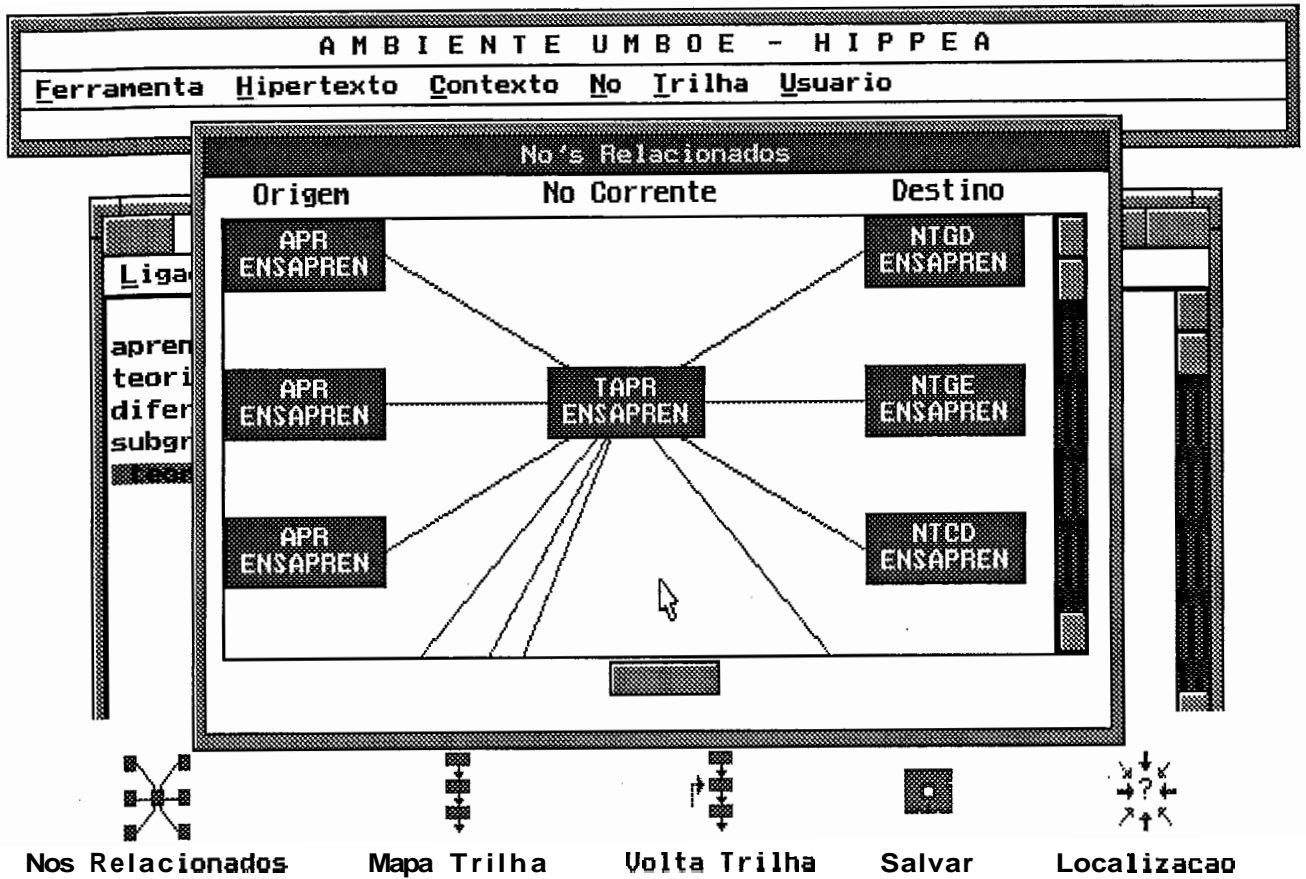 AMBIENTE UMBOE - HIPPEA
Ferramenta Hipertexto Contexto No Trilha Usuario
No's Relacionados
Origem No Corrente Destino
APR
ENSAPREN
NTGD
ENSAPREN
Liga
apren
teori
difer
subgr
teor
APR
ENSAPREN
TAPR
ENSAPREN
NTGE
ENSAPREN
APR
ENSAPREN
NTCD
ENSAPREN
?
Nos Relacionados Mapa Trilha Volta Trilha Salvar Localizacao